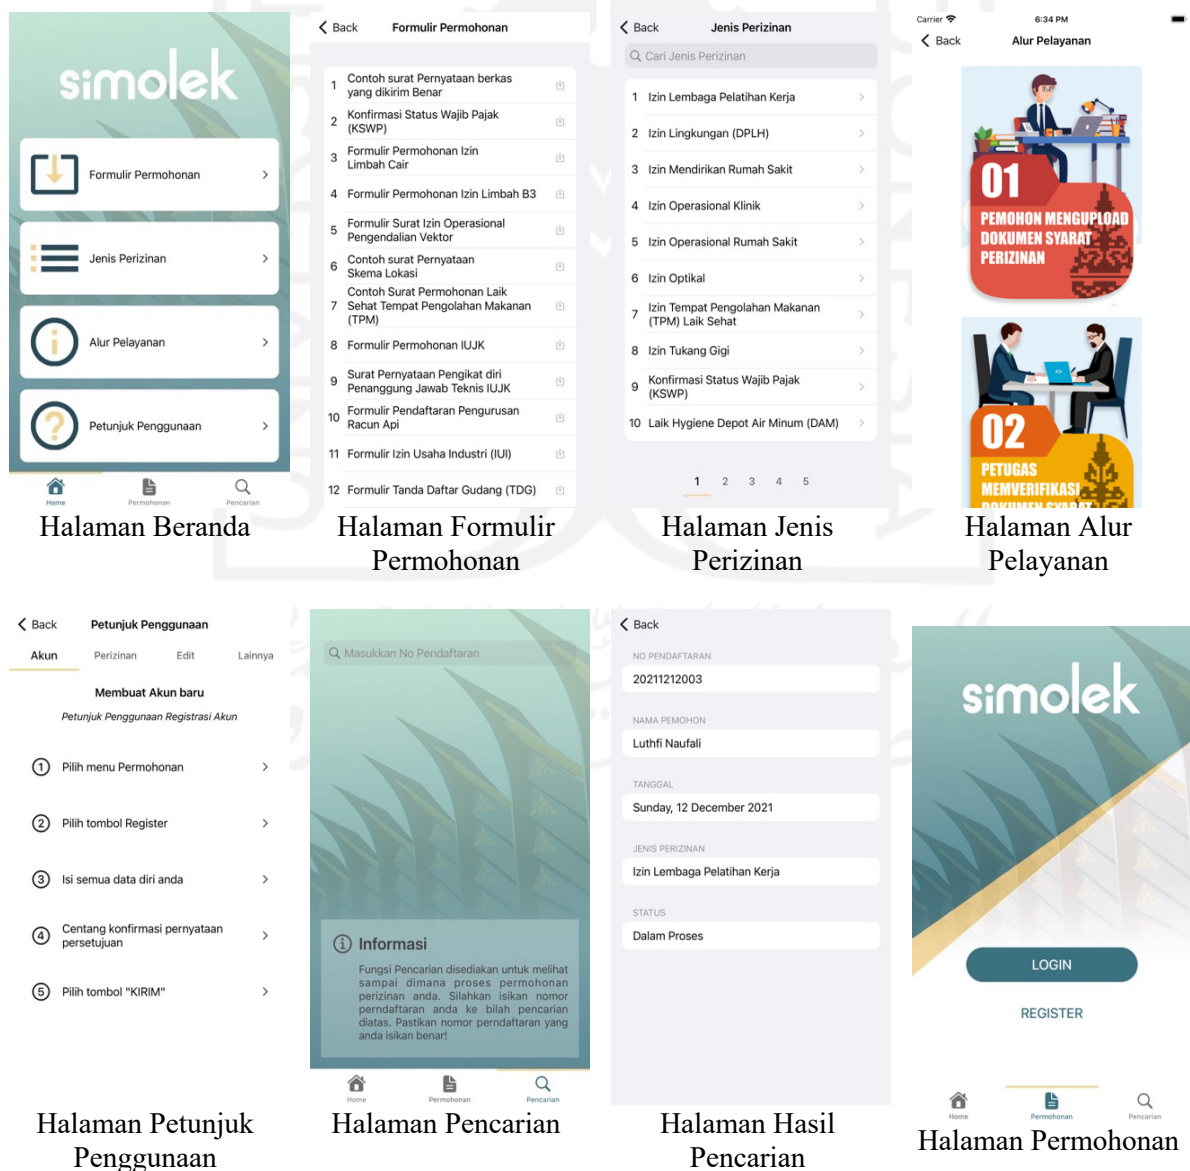 simolek
Formulir Permohonan
Jenis Perizinan
Alur Pelayanan
Petunjuk Penggunaan
Home
Permohonan
Pencarian
Halaman Beranda
Back
Formulir Permohonan
1 Contoh surat Pernyataan berkas
yang dikirim Benar
2 Konfirmasi Status Wajib Pajak
(KSWP)
3 Formulir Permohonan Izin
Limbah Cair
4 Formulir Permohonan Izin Limbah B3
5 Formulir Surat Izin Operasional
Pengendalian Vektor
6 Contoh surat Pernyataan
Skema Lokasi
7 Contoh Surat Permohonan Laik
Sehat Tempat Pengolahan Makanan
(TPM)
8 Formulir Permohonan IUJK
9 Surat Pernyataan Pengikat diri
Penanggung Jawab Teknis IUJK
10 Formulir Pendaftaran Pengurusan
Racun Api
11 Formulir Izin Usaha Industri (IUI)
12 Formulir Tanda Daftar Gudang (TDG)
Halaman Formulir
Permohonan
Back
Jenis Perizinan
Cari Jenis Perizinan
1 Izin Lembaga Pelatihan Kerja
2 Izin Lingkungan (DPLH)
3 Izin Mendirikan Rumah Sakit
4 Izin Operasional Klinik
5 Izin Operasional Rumah Sakit
6 Izin Optikal
7 Izin Tempat Pengolahan Makanan
(TPM) Laik Sehat
8 Izin Tukang Gigi
9 Konfirmasi Status Wajib Pajak
(KSWP)
10 Laik Hygiene Depot Air Minum (DAM)
1 2 3 4 5
Halaman Jenis
Perizinan
Carrier 6:34 PM
Back
Alur Pelayanan
01
PEMOHON MENGUPLOAD
DOKUMEN SYARAT
PERIZINAN
02
PETUGAS
MEMVERIFIKASI
DOKUMEN SYARAT
Halaman Alur
Pelayanan
Back
Petunjuk Penggunaan
Akun Perizinan Edit Lainnya
Membuat Akun baru
Petunjuk Penggunaan Registrasi Akun
1 Pilih menu Permohonan
2 Pilih tombol Register
3 Isi semua data diri anda
4 Centang konfirmasi pernyataan
persetujuan
5 Pilih tombol "KIRIM"
Halaman Petunjuk
Penggunaan
Masukkan No Pendaftaran
Informasi
Fungsi Pencarian disediakan untuk melihat
sampai dimana proses permohonan
perizinan anda. Silahkan isikan nomor
perndaftaran anda ke bilah pencarian
diatas. Pastikan nomor perndaftaran yang
anda isikan benar!
Home
Permohonan
Pencarian
Halaman Pencarian
Back
NO PENDAFTARAN
20211212003
NAMA PEMOHON
Luthfi Naufali
TANGGAL
Sunday, 12 December 2021
JENIS PERIZINAN
Izin Lembaga Pelatihan Kerja
STATUS
Dalam Proses
Halaman Hasil
Pencarian
simolek
LOGIN
REGISTER
Home
Permohonan
Pencarian
Halaman Permohonan